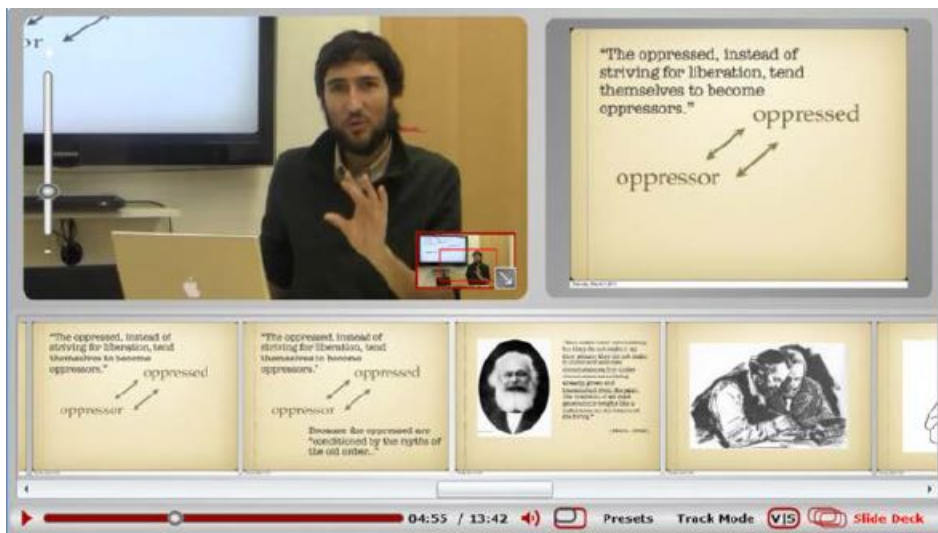 or
"The oppressed, instead of
striving for liberation, tend
themselves to become
oppressors."
oppressed
oppressor
"The oppressed, instead of
striving for liberation, tend
themselves to become
oppressors."
oppressed
oppressor
"The oppressed, instead of
striving for liberation, tend
themselves to become
oppressors."
oppressed
oppressor
Because the oppressed are
"conditioned by the myths of
the old order..."
04:55 / 13:42
Presets
Track Mode
V|S
Slide Deck